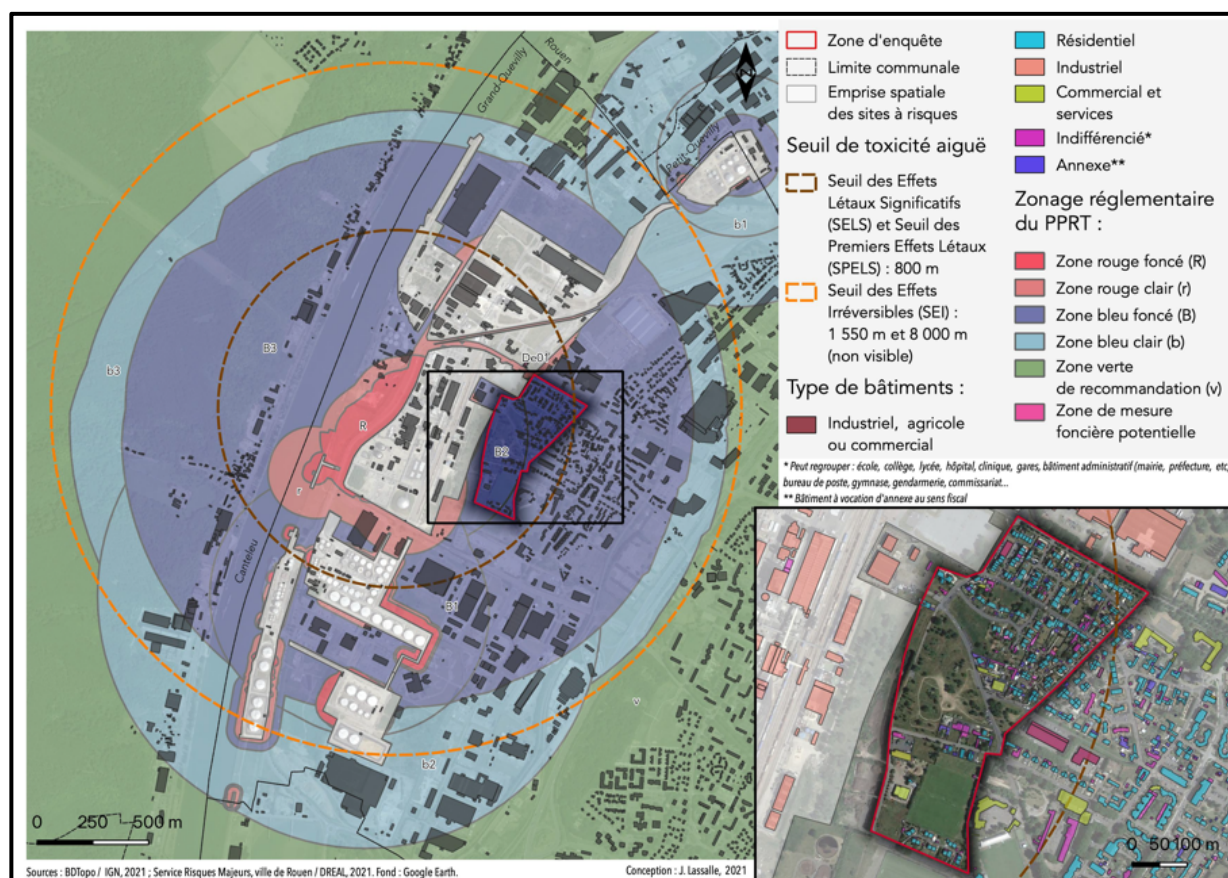 Zone d'enquête
Limite communale
Emprise spatiale
des sites à risques
Seuil de toxicité aiguë
Seuil des Effets
Létaux Significatifs
(SELS) et Seuil des
Premiers Effets Létaux
(SPELS) : 800 m
Seuil des Effets
Irréversibles (SEI) :
1 550 m et 8 000 m
(non visible)
Type de bâtiments :
Industriel, agricole
ou commercial
Résidentiel
Industriel
Commercial et
services
Indifférencié*
Annexe**
Zonage réglementaire
du PPRT :
Zone rouge foncé (R)
Zone rouge clair (r)
Zone bleu foncé (B)
Zone bleu clair (b)
Zone verte
de recommandation (v)
Zone de mesure
foncière potentielle
* Peut regrouper : école, collège, lycée, hôpital, clinique, gares, bâtiment administratif (mairie, préfecture, etc
bureau de poste, gymnase, gendarmerie, commissariat...
** Bâtiment à vocation d'annexe au sens fiscal
N
Rouen
Grand-Quevilly
Petit-Quevilly
b1
B3
b3
De01
R
B2
r
Canteleu
B1
v
b2
0 250 500 m
0 50 100 m
Sources : BDTopo / IGN, 2021 ; Service Risques Majeurs, ville de Rouen / DREAL, 2021. Fond : Google Earth.
Conception : J. Lassalle, 2021